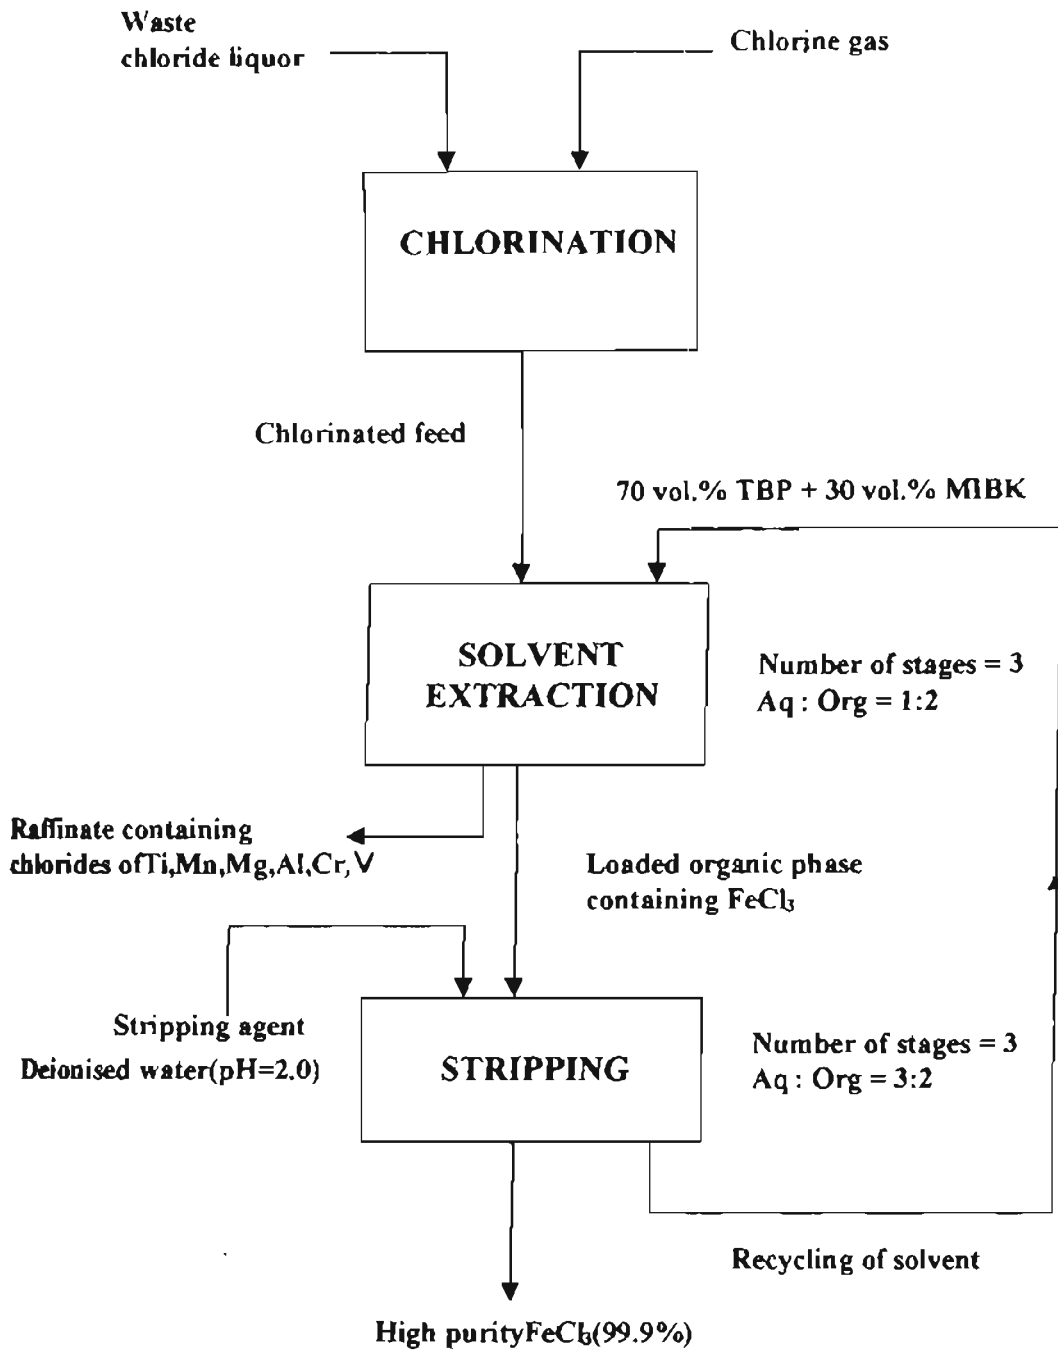 Waste
chloride liquor
Chlorine gas
CHLORINATION
Chlorinated feed
70 vol.% TBP + 30 vol.% MIBK
SOLVENT
EXTRACTION
Number of stages = 3
Aq : Org = 1:2
Raffinate containing
chlorides of Ti,Mn,Mg,Al,Cr,V
Loaded organic phase
containing FeCl₃
Stripping agent
Deionised water(pH=2.0)
STRIPPING
Number of stages = 3
Aq : Org = 3:2
Recycling of solvent
High purity FeCl₃(99.9%)